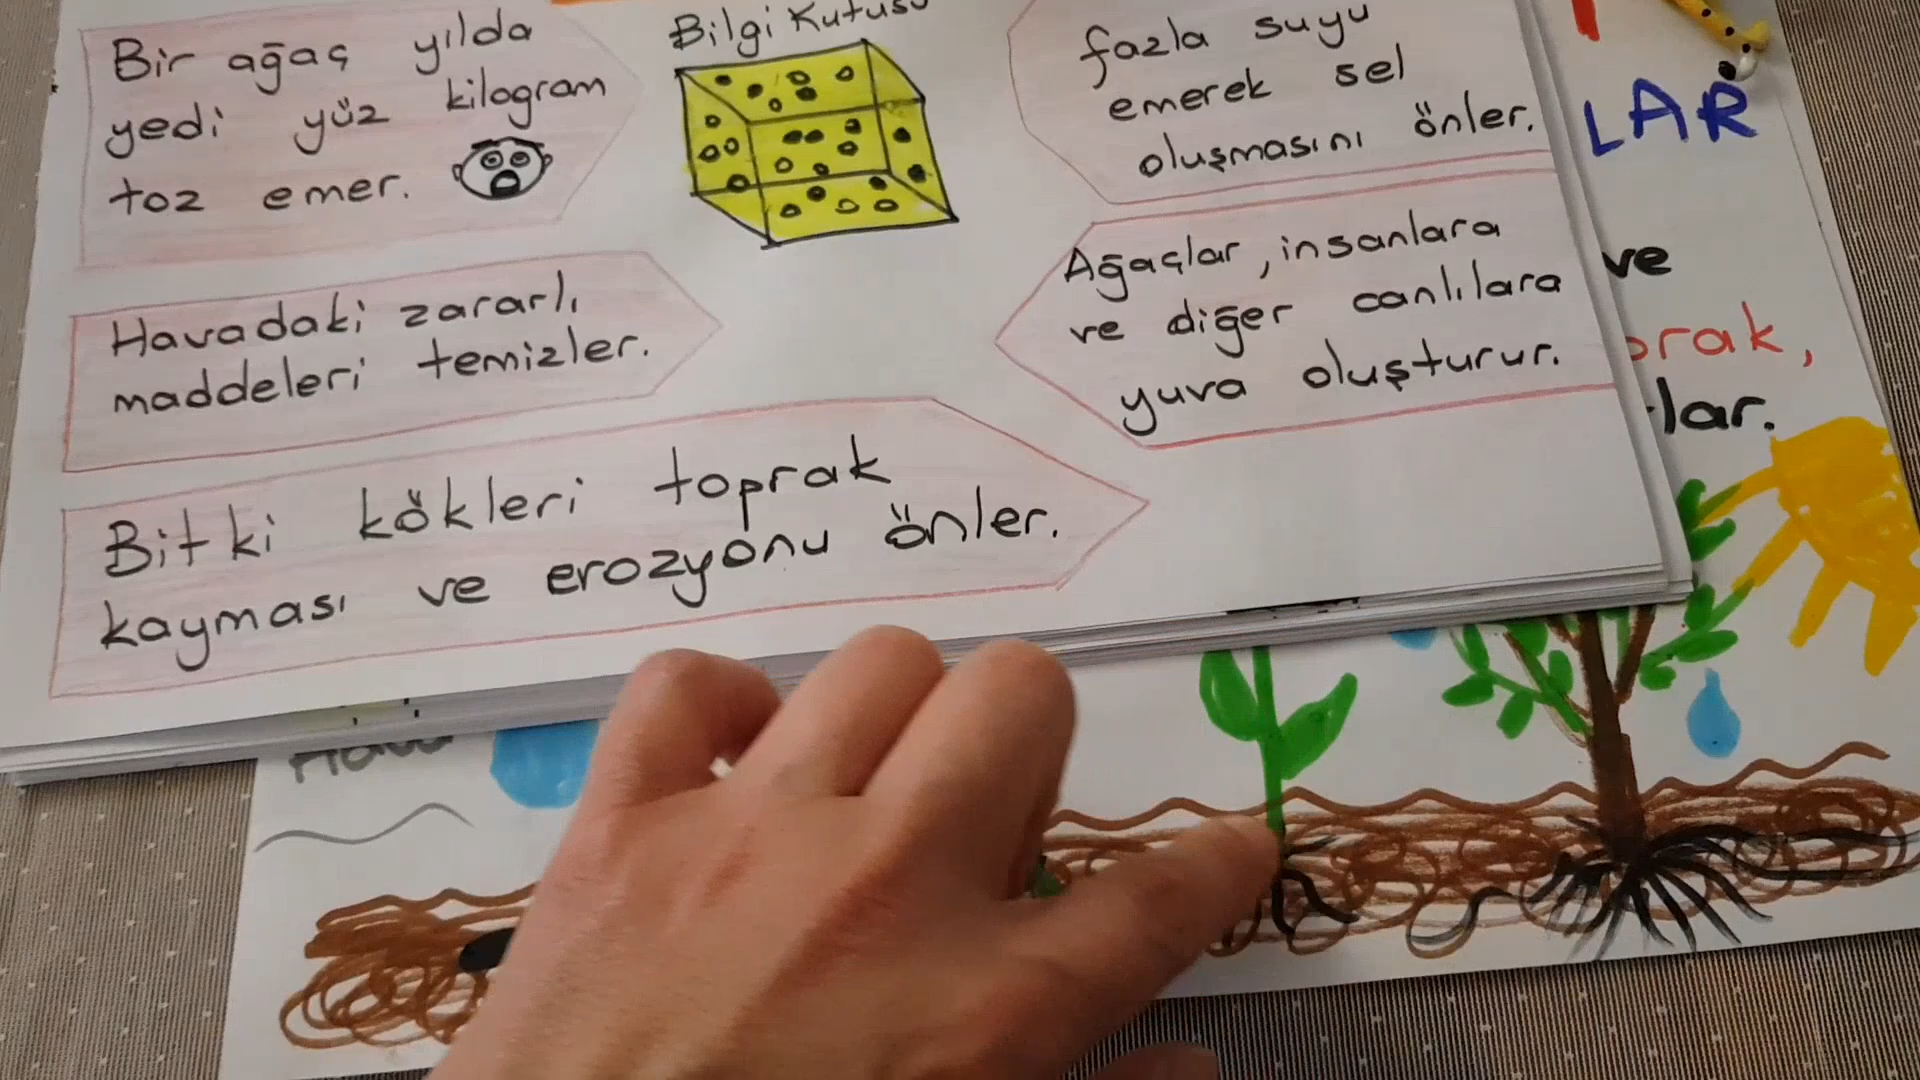 Bilgi Kutusu
Bir ağaç yılda
yedi yüz kilogram
toz emer.
Havadaki zararlı
maddeleri temizler.
Bitki kökleri toprak
kayması ve erozyonu önler.
fazla suyu
emerek sel
oluşmasını önler.
Ağaçlar, insanlara
ve diğer canlılara
yuva oluşturur.
LAR
ve
orak,
lar.